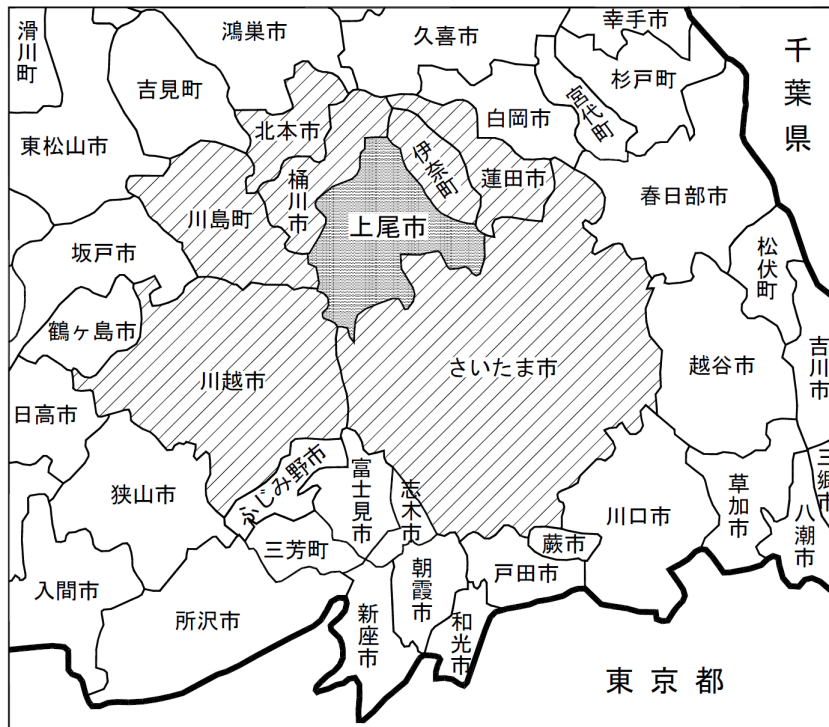 滑川町
鴻巣市
久喜市
幸手市
千葉県
吉見町
杉戸町
宮代町
北本市
白岡市
東松山市
伊奈町
蓮田市
桶川市
川島町
上尾市
春日部市
坂戸市
松伏町
鶴ヶ島市
吉川市
川越市
さいたま市
越谷市
日高市
ふじみ野市
富士見市
志木市
狭山市
川口市
草加市
三郷市
八潮市
三芳町
蕨市
戸田市
朝霞市
入間市
所沢市
新座市
和光市
東京都